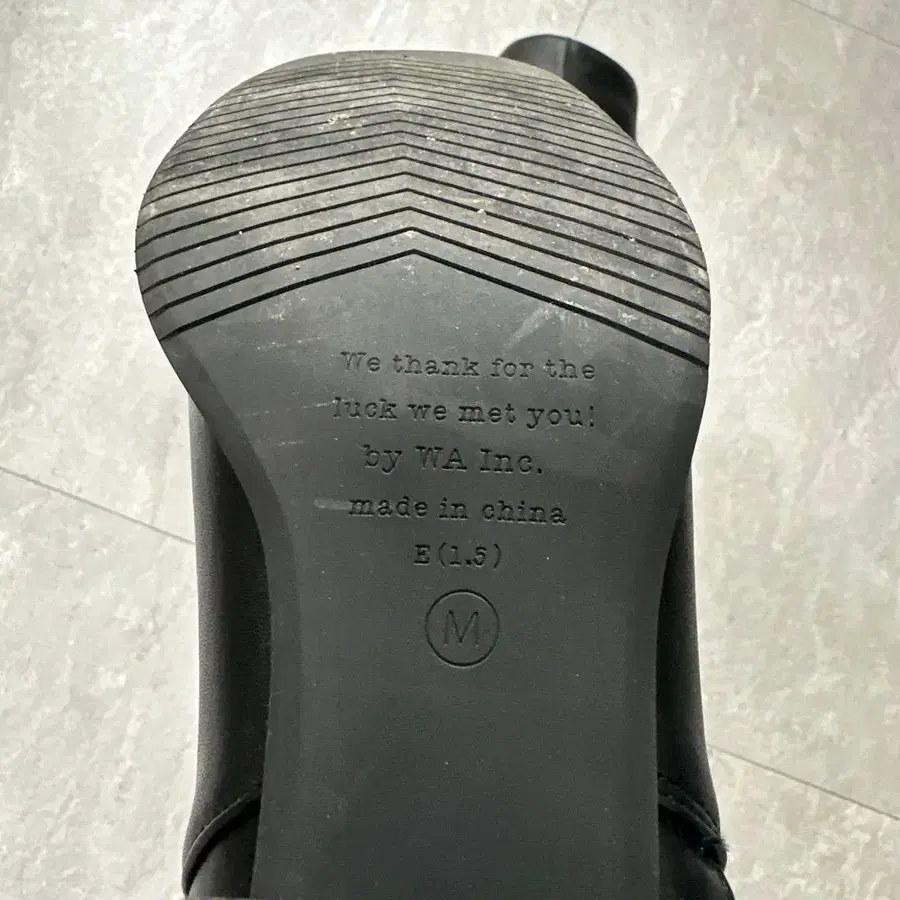 We thank for the
luck we met you!
by WA Inc.
made in china
E(1.5)
M